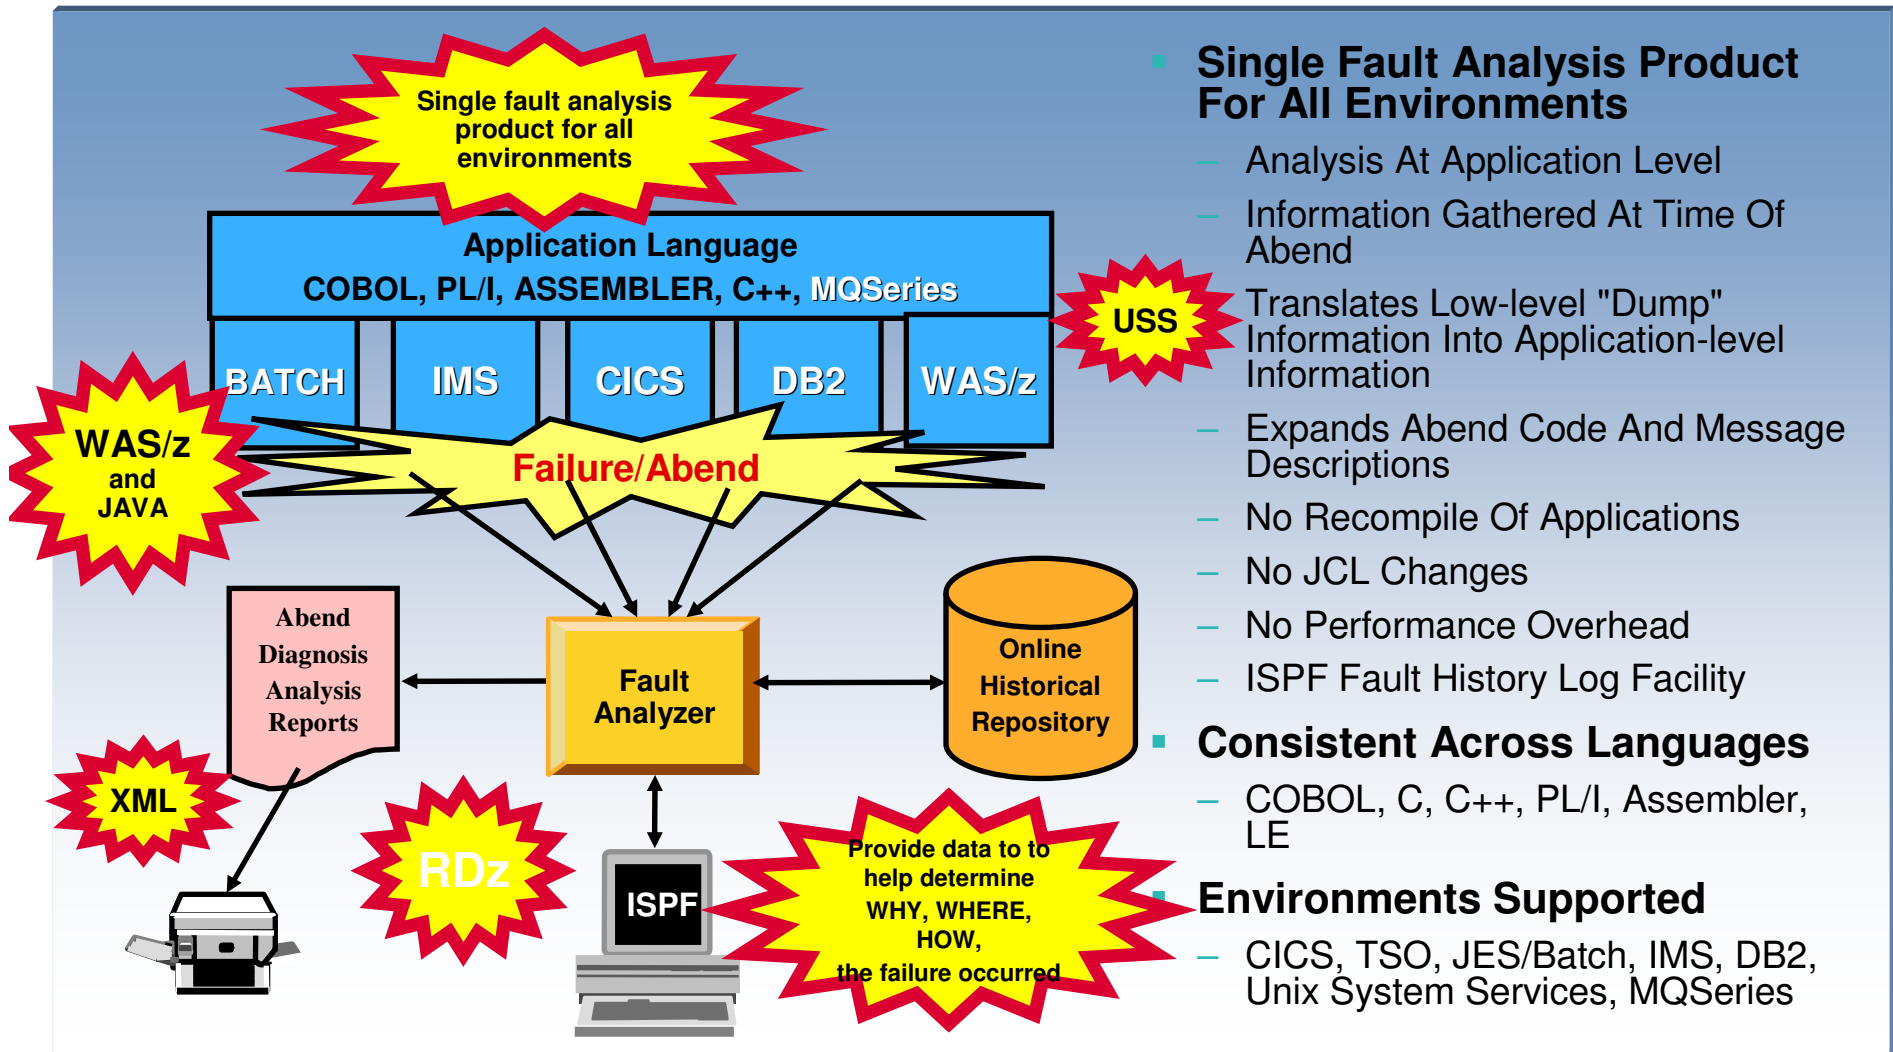 Single fault analysis
product for all
environments
Application Language
COBOL, PL/I, ASSEMBLER, C++, MQSeries
BATCH
IMS
CICS
DB2
WAS/z
USS
WAS/z
and
JAVA
Failure/Abend
Abend
Diagnosis
Analysis
Reports
Fault
Analyzer
Online
Historical
Repository
XML
RDz
ISPF
Provide data to to
help determine
WHY, WHERE,
HOW,
the failure occurred
Single Fault Analysis Product
For All Environments
– Analysis At Application Level
– Information Gathered At Time Of
Abend
Translates Low-level "Dump"
Information Into Application-level
Information
– Expands Abend Code And Message
Descriptions
– No Recompile Of Applications
– No JCL Changes
– No Performance Overhead
– ISPF Fault History Log Facility
Consistent Across Languages
– COBOL, C, C++, PL/I, Assembler,
LE
Environments Supported
– CICS, TSO, JES/Batch, IMS, DB2,
Unix System Services, MQSeries